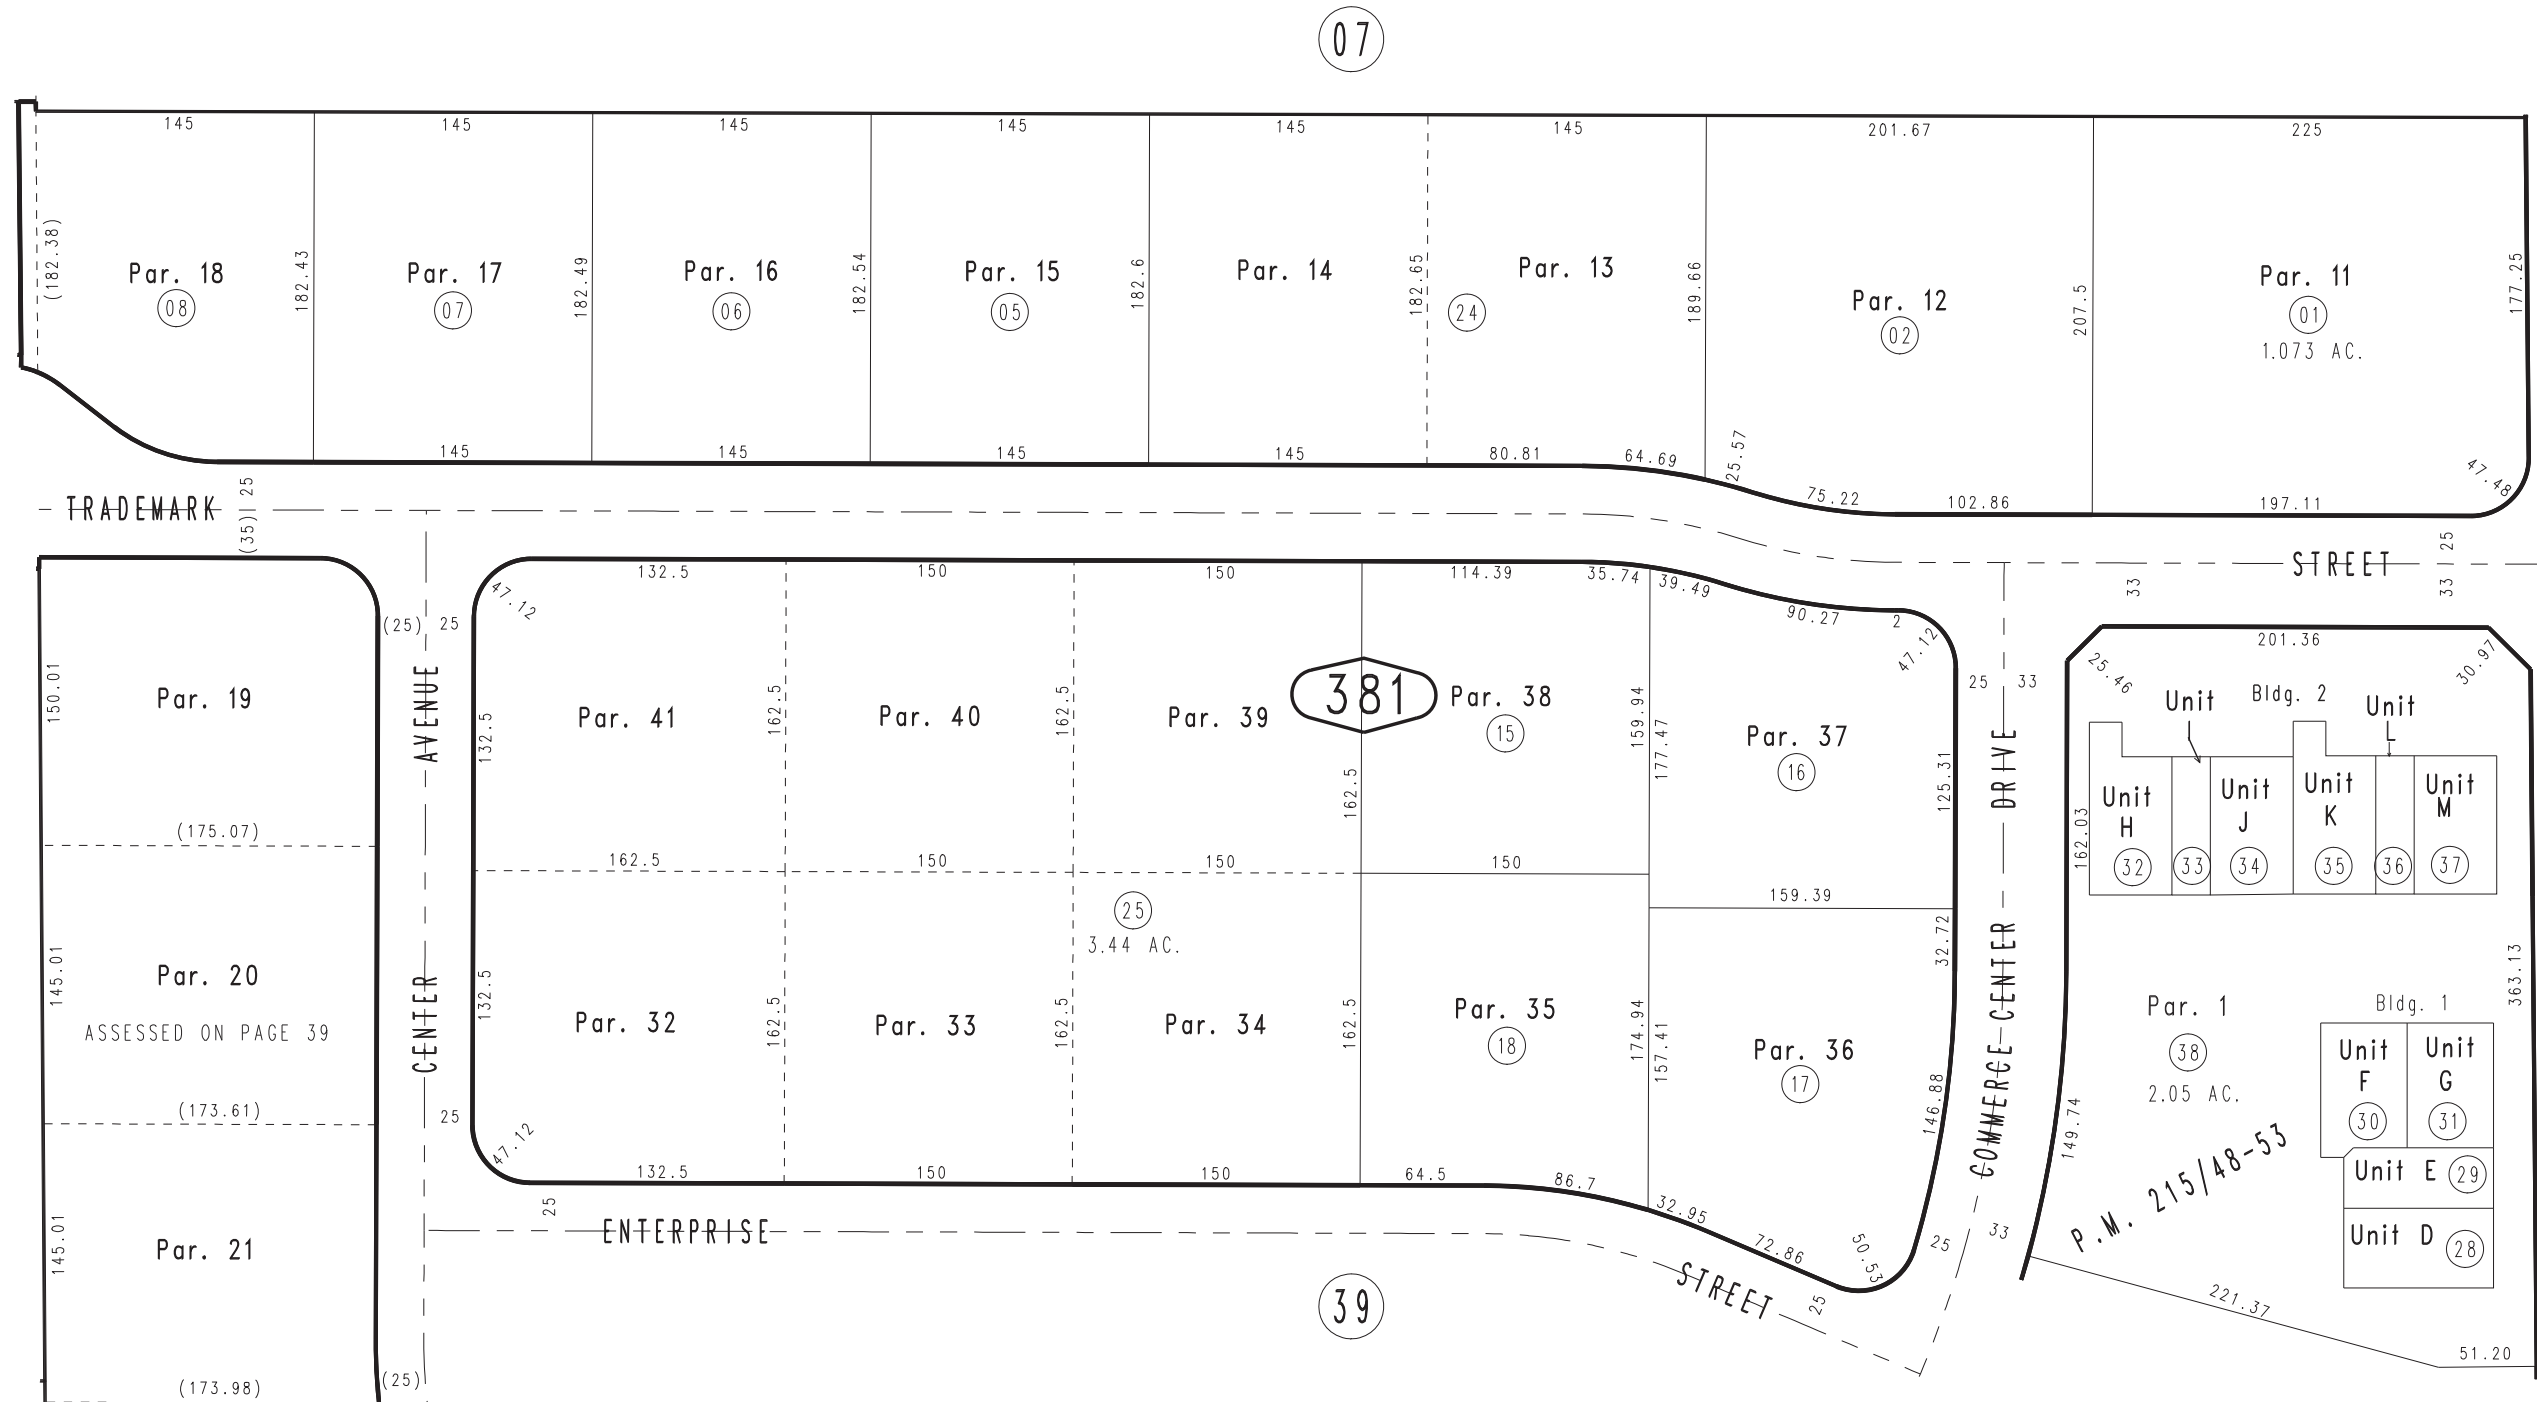 07
145 145 145 145 145 145 201.67 225
(182.38) 182.43 182.49 182.54 182.6 182.65 189.66 207.5 177.25
Par. 18
08
Par. 17
07
Par. 16
06
Par. 15
05
Par. 14
Par. 13
24
Par. 12
02
Par. 11
01
1.073 AC.
145 145 145 145 80.81 64.69 25.57 75.22 102.86 197.11 47.48
TRADEMARK
25
(35)
STREET
25
33
33
132.5 150 150 114.39 35.74 39.49 90.27 2 47.12
47.12
(25) 25
AVENUE
CENTER
150.01
Par. 19
(175.07)
145.01
Par. 20
ASSESSED ON PAGE 39
(173.61)
145.01
Par. 21
(173.98)
(25)
25
132.5
Par. 41
162.5
Par. 40
162.5
Par. 39
162.5
381
Par. 38
15
159.94
177.47
Par. 37
16
125.31
162.5 150 150 150
159.39
25
3.44 AC.
132.5
Par. 32
162.5
Par. 33
162.5
Par. 34
162.5
Par. 35
18
174.94
157.41
Par. 36
17
32.72
146.88
47.12
132.5 150 150 64.5 86.7 32.95 72.86 50.53
25
ENTERPRISE
STREET
25
39
25 33
DRIVE
CENTER
COMMERCE
25 33
201.36
25.46
30.97
Bldg. 2
Unit
I
Unit
L
162.03
Unit
H
32
33
Unit
J
34
Unit
K
35
36
Unit
M
37
363.13
Par. 1
38
2.05 AC.
149.74
P.M. 215/48-53
Bldg. 1
Unit
F
30
Unit
G
31
Unit E 29
Unit D 28
221.37
51.20